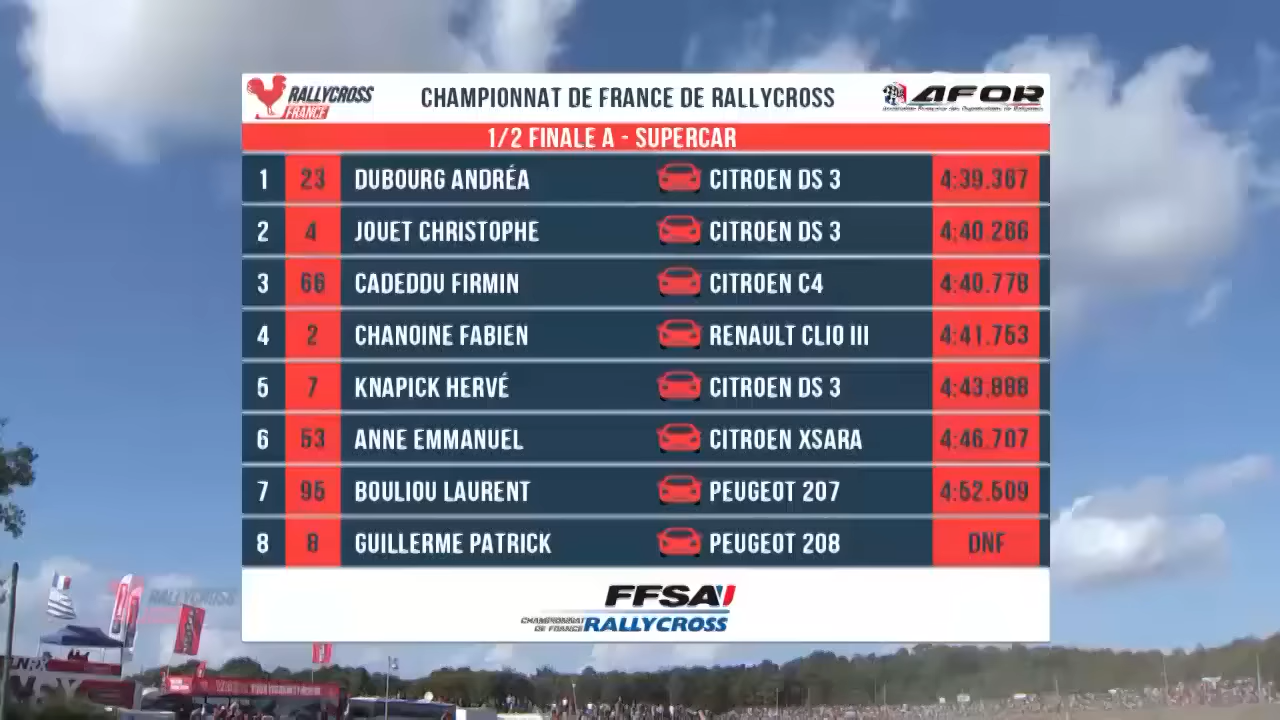 RALLYCROSS
FRANCE
CHAMPIONNAT DE FRANCE DE RALLYCROSS
AFOR
1/2 FINALE A - SUPERCAR
1 23 DUBOURG ANDRÉA CITROEN DS 3 4:39.367
2 4 JOUET CHRISTOPHE CITROEN DS 3 4:40.266
3 66 CADEDDU FIRMIN CITROEN C4 4:40.778
4 2 CHANOINE FABIEN RENAULT CLIO III 4:41.753
5 7 KNAPICK HERVÉ CITROEN DS 3 4:43.888
6 53 ANNE EMMANUEL CITROEN XSARA 4:46.707
7 95 BOULIOU LAURENT PEUGEOT 207 4:52.509
8 8 GUILLERME PATRICK PEUGEOT 208 DNF
FFSA
CHAMPIONNAT
DE FRANCE RALLYCROSS
RALLYCROSS